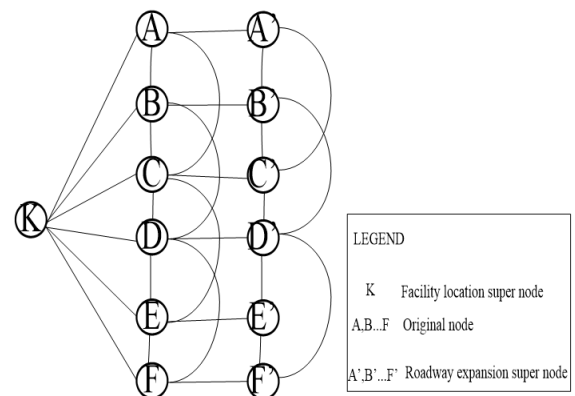 A A’
B B’
C C’
K
D D’
E E’
F F’
LEGEND
K Facility location super node
A,B...F Original node
A’,B’...F’ Roadway expansion super node